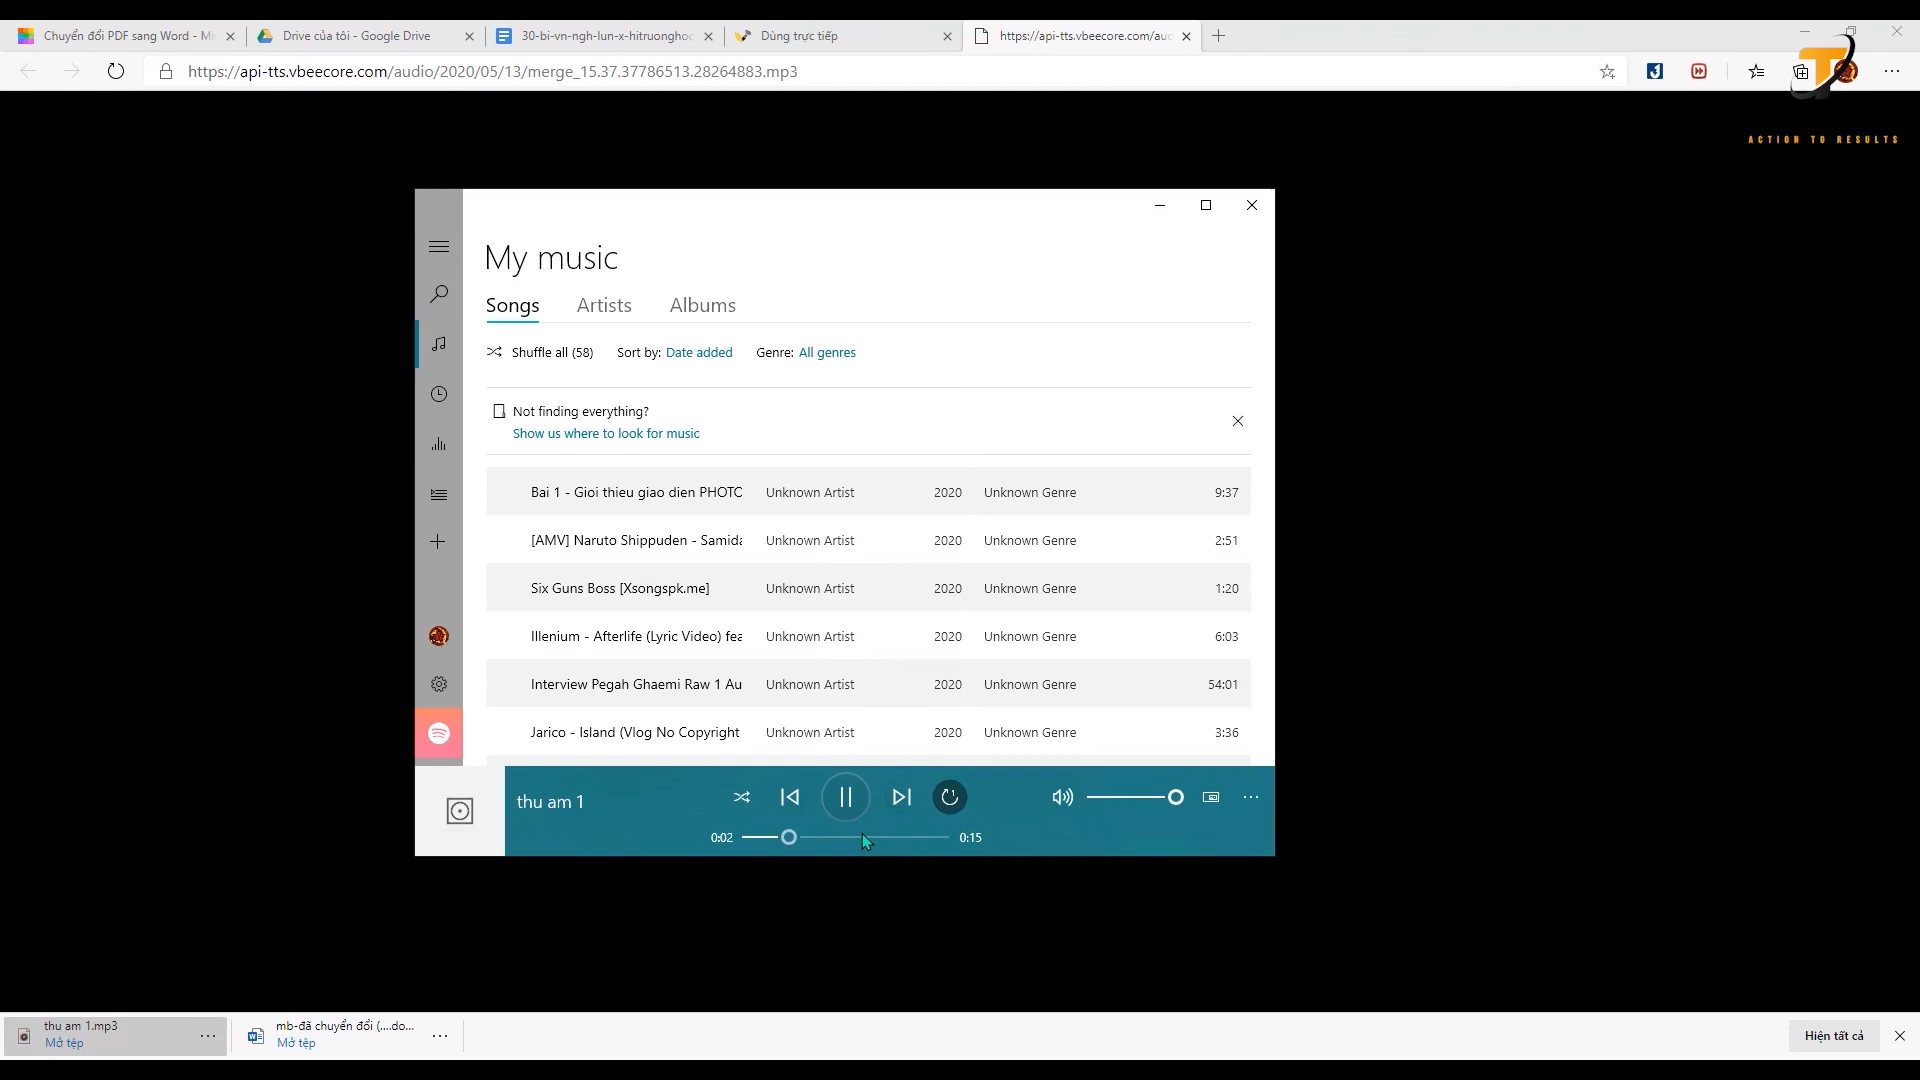 Chuyển đổi PDF sang Word - Mi
Drive của tôi - Google Drive
30-bi-vn-ngh-lun-x-hitruonghoc
Dùng trực tiếp
https://api-tts.vbeecore.com/aud
https://api-tts.vbeecore.com/audio/2020/05/13/merge_15.37.37786513.28264883.mp3
ACTION TO RESULTS
My music
Songs Artists Albums
Shuffle all (58) Sort by: Date added Genre: All genres
Not finding everything?
Show us where to look for music
Bai 1 - Gioi thieu giao dien PHOTO Unknown Artist 2020 Unknown Genre 9:37
[AMV] Naruto Shippuden - Samida Unknown Artist 2020 Unknown Genre 2:51
Six Guns Boss [Xsongspk.me] Unknown Artist 2020 Unknown Genre 1:20
Illenium - Afterlife (Lyric Video) fea Unknown Artist 2020 Unknown Genre 6:03
Interview Pegah Ghaemi Raw 1 Au Unknown Artist 2020 Unknown Genre 54:01
Jarico - Island (Vlog No Copyright Unknown Artist 2020 Unknown Genre 3:36
thu am 1
0:02 0:15
thu am 1.mp3
Mở tệp
mb-đã chuyển đổi (....do...
Mở tệp
Hiện tất cả